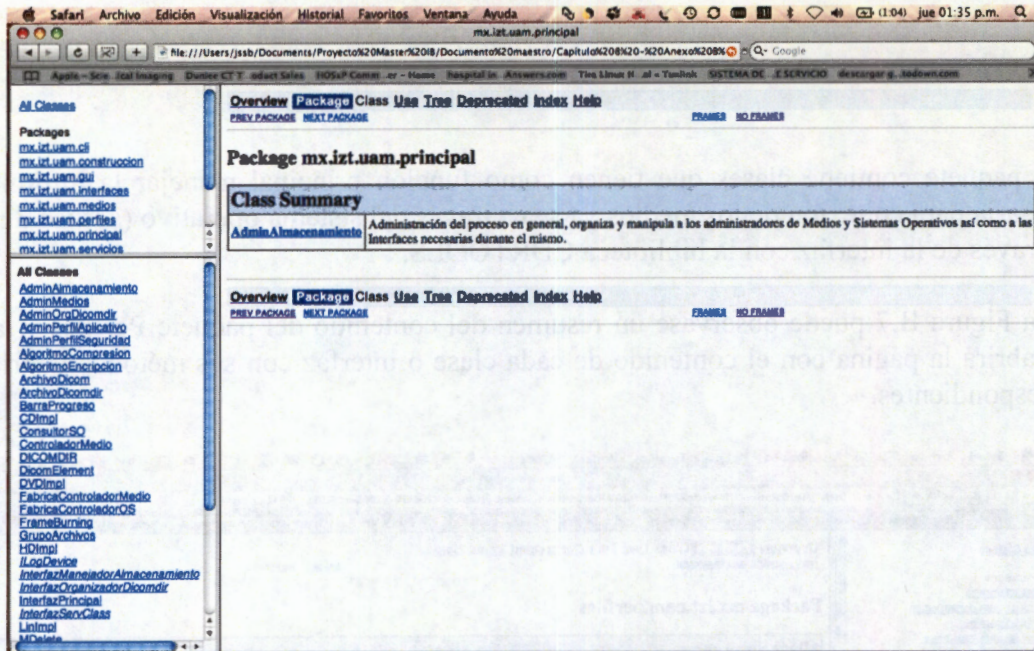 Safari Archivo Edición Visualización Historial Favoritos Ventana Ayuda (1:04) jue 01:35 p.m.
mx.izt.uam.principal
file:///Users/jssb/Documents/Proyecto%20Master%20IB/Documento%20maestro/Capitulo%208%20-%20Anexo%20B% Google
All Classes
Packages
mx.izt.uam.cli
mx.izt.uam.construccion
mx.izt.uam.gui
mx.izt.uam.interfaces
mx.izt.uam.medios
mx.izt.uam.perfiles
mx.izt.uam.principal
mx.izt.uam.servicios
All Classes
AdminAlmacenamiento
AdminMedios
AdminOrgDicomdir
AdminPerfilAplicativo
AdminPerfilSeguridad
AlgoritmoCompresion
AlgoritmoEncripcion
ArchivoDicom
ArchivoDicomdir
BarraProgreso
CDImpl
ConsultorSO
ControladorMedio
DICOMDIR
DicomElement
DVDImpl
FabricaControladorMedio
FabricaControladorOS
FrameBurning
GrupoArchivos
HDImpl
ILogDevice
InterfazManejadorAlmacenamiento
InterfazOrganizadorDicomdir
InterfazPrincipal
InterfazServClass
LinImpl
MDelete
Overview Package Class Use Tree Deprecated Index Help
PREV PACKAGE NEXT PACKAGE FRAMES NO FRAMES
Package mx.izt.uam.principal
Class Summary
AdminAlmacenamiento Administración del proceso en general, organiza y manipula a los administradores de Medios y Sistemas Operativos así como a las
Interfaces necesarias durante el mismo.
Overview Package Class Use Tree Deprecated Index Help
PREV PACKAGE NEXT PACKAGE FRAMES NO FRAMES